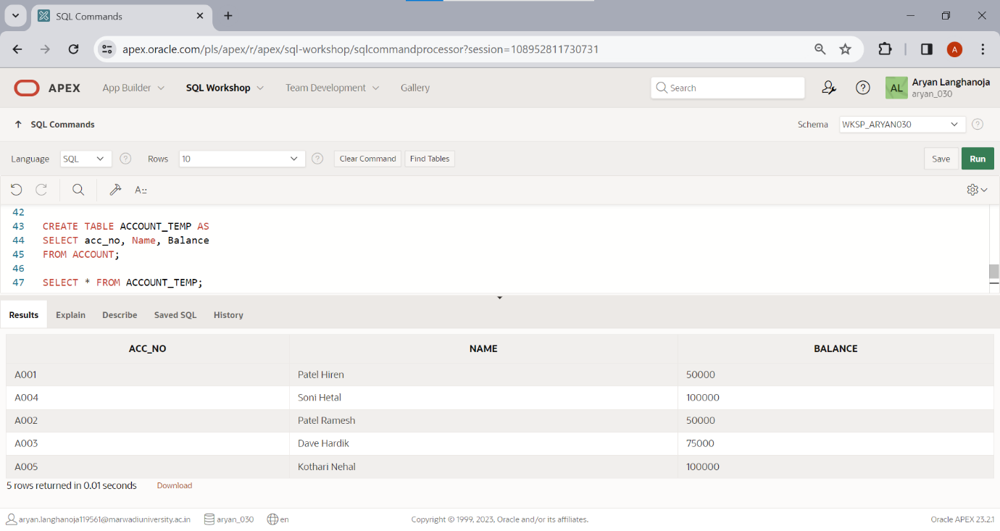 SQL Commands
apex.oracle.com/pls/apex/r/apex/sql-workshop/sqlcommandprocessor?session=108952811730731
A
APEX App Builder SQL Workshop Team Development Gallery Search AL Aryan Langhanoja
aryan_030
SQL Commands Schema WKSP_ARYAN030
Language SQL Rows 10 Clear Command Find Tables Save Run
42
43 CREATE TABLE ACCOUNT_TEMP AS
44 SELECT acc_no, Name, Balance
45 FROM ACCOUNT;
46
47 SELECT * FROM ACCOUNT_TEMP;
Results Explain Describe Saved SQL History
ACC_NO NAME BALANCE
A001 Patel Hiren 50000
A004 Soni Hetal 100000
A002 Patel Ramesh 50000
A003 Dave Hardik 75000
A005 Kothari Nehal 100000
5 rows returned in 0.01 seconds Download
aryan.langhanoja119561@marwadiuniversity.ac.in aryan_030 en Copyright © 1999, 2023, Oracle and/or its affiliates. Oracle APEX 23.2.1